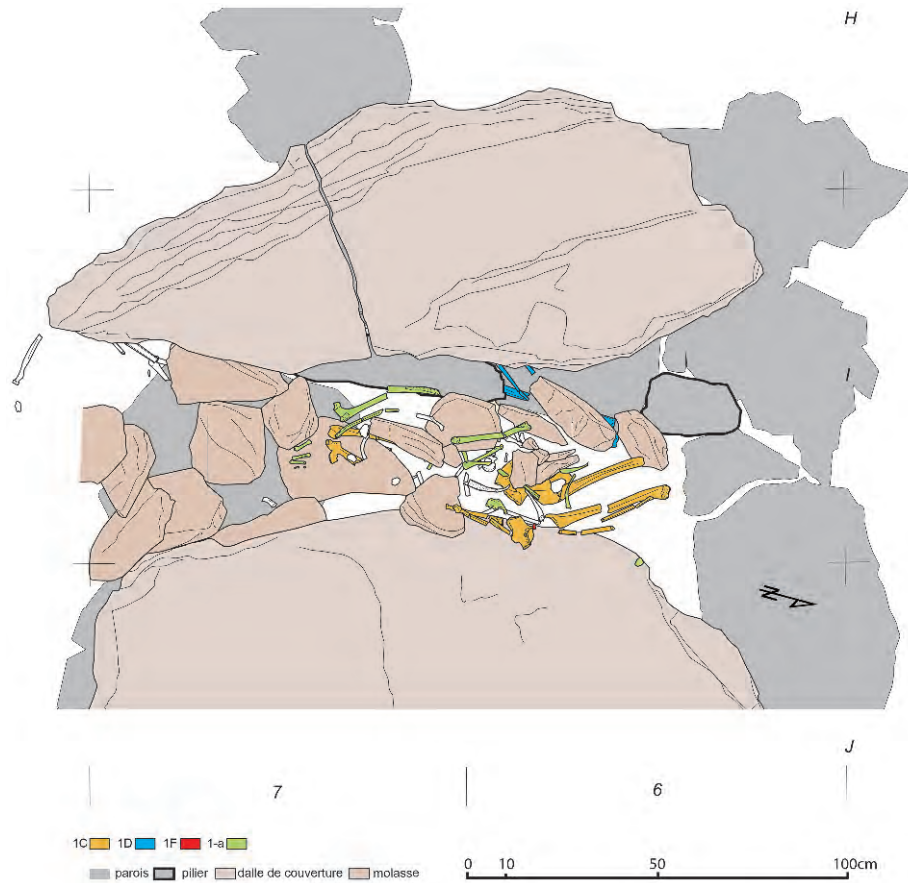 H
I
J
7 6
1C 1D 1F 1-a
parois pilier dalle de couverture molasse
0 10 50 100cm